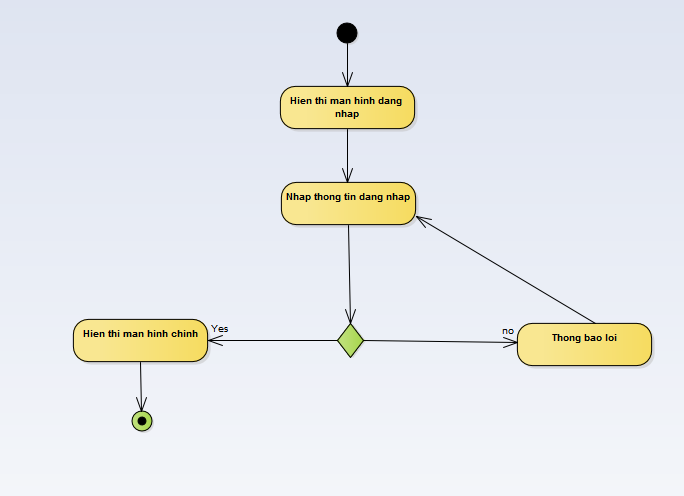 Hien thi man hinh dang
nhap
Nhap thong tin dang nhap
Hien thi man hinh chinh
Yes
no
Thong bao loi